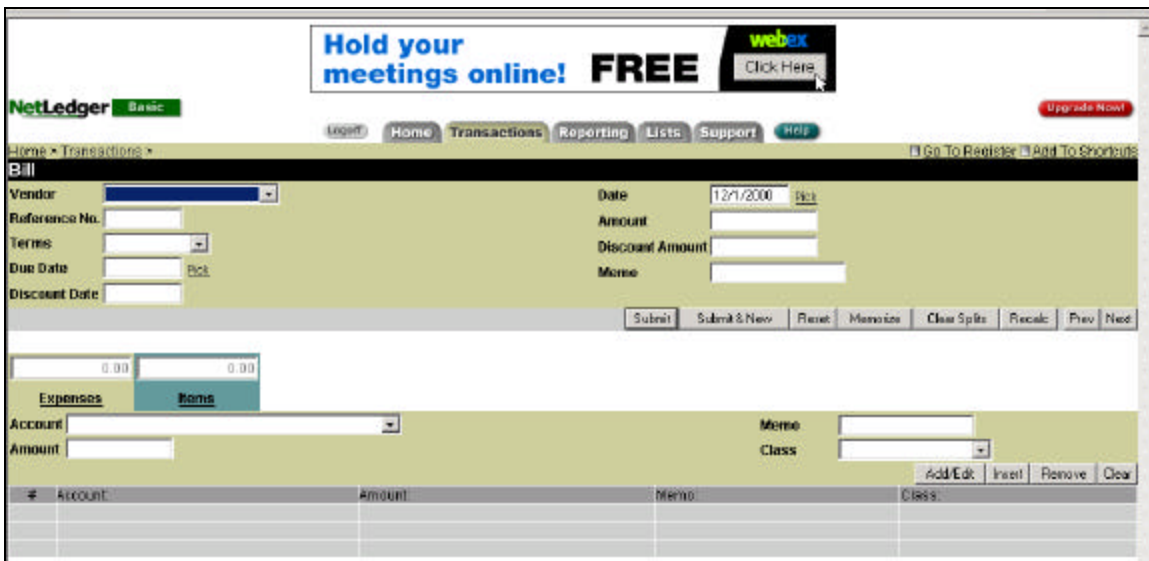 Hold your
meetings online! FREE
webex
Click Here
NetLedger Basic
Upgrade Now!
Logoff Home Transactions Reporting Lists Support Help
Home > Transactions > Go To Register Add To Shortcuts
Bill
Vendor Date 12/1/2000 Pick
Reference No. Amount
Terms Discount Amount
Due Date Pick Memo
Discount Date
Submit Submit & New Reset Memorize Clear Splits Recalc Prev Next
0.00 0.00
Expenses Items
Account Memo
Amount Class
Add/Edit Insert Remove Clear
# Account: Amount: Memo: Class: